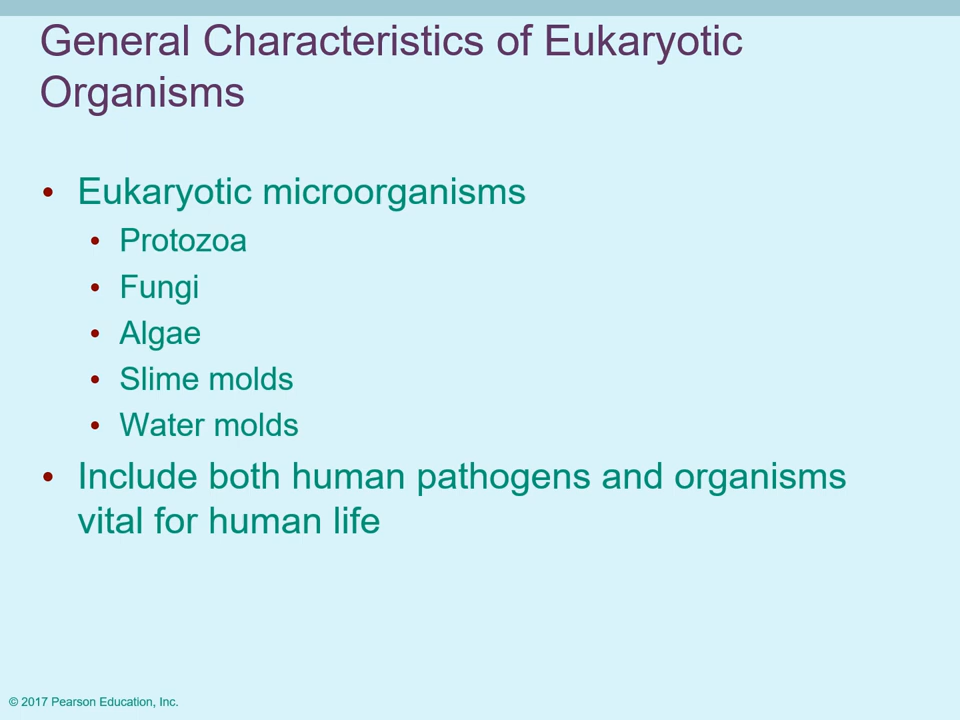 General Characteristics of Eukaryotic
Organisms
• Eukaryotic microorganisms
• Protozoa
• Fungi
• Algae
• Slime molds
• Water molds
• Include both human pathogens and organisms
vital for human life
© 2017 Pearson Education, Inc.